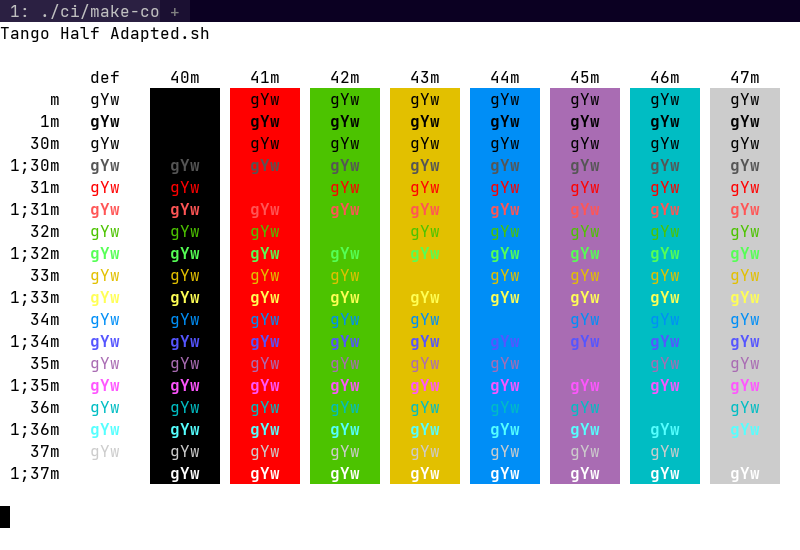 1: ./ci/make-co +
Tango Half Adapted.sh
def 40m 41m 42m 43m 44m 45m 46m 47m
m gYw gYw gYw gYw gYw gYw gYw gYw
1m gYw gYw gYw gYw gYw gYw gYw gYw
30m gYw gYw gYw gYw gYw gYw gYw gYw
1;30m gYw gYw gYw gYw gYw gYw gYw gYw gYw
31m gYw gYw gYw gYw gYw gYw gYw gYw
1;31m gYw gYw gYw gYw gYw gYw gYw gYw gYw
32m gYw gYw gYw gYw gYw gYw gYw gYw
1;32m gYw gYw gYw gYw gYw gYw gYw gYw gYw
33m gYw gYw gYw gYw gYw gYw gYw gYw
1;33m gYw gYw gYw gYw gYw gYw gYw gYw gYw
34m gYw gYw gYw gYw gYw gYw gYw gYw
1;34m gYw gYw gYw gYw gYw gYw gYw gYw gYw
35m gYw gYw gYw gYw gYw gYw gYw gYw
1;35m gYw gYw gYw gYw gYw gYw gYw gYw gYw
36m gYw gYw gYw gYw gYw gYw gYw gYw
1;36m gYw gYw gYw gYw gYw gYw gYw gYw gYw
37m gYw gYw gYw gYw gYw gYw gYw gYw
1;37m gYw gYw gYw gYw gYw gYw gYw gYw